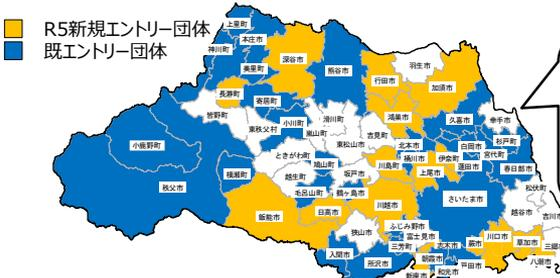 R5新規エントリー団体
既エントリー団体
上里町
本庄市
神川町
美里町
深谷市
熊谷市
行田市
羽生市
加須市
長瀞町
寄居町
皆野町
小川町
滑川町
嵐山町
東秩父村
東松山市
吉見町
鴻巣市
久喜市
幸手市
杉戸町
宮代町
白岡市
北本市
桶川市
伊奈町
蓮田市
春日部市
上尾市
小鹿野町
秩父市
横瀬町
ときがわ町
鳩山町
越生町
坂戸市
毛呂山町
鶴ヶ島市
川島町
川越市
さいたま市
松伏町
越谷市
吉川市
飯能市
日高市
狭山市
入間市
所沢市
ふじみ野市
富士見市
三芳町
志木市
朝霞市
新座市
和光市
戸田市
蕨市
川口市
草加市
八潮市
三郷